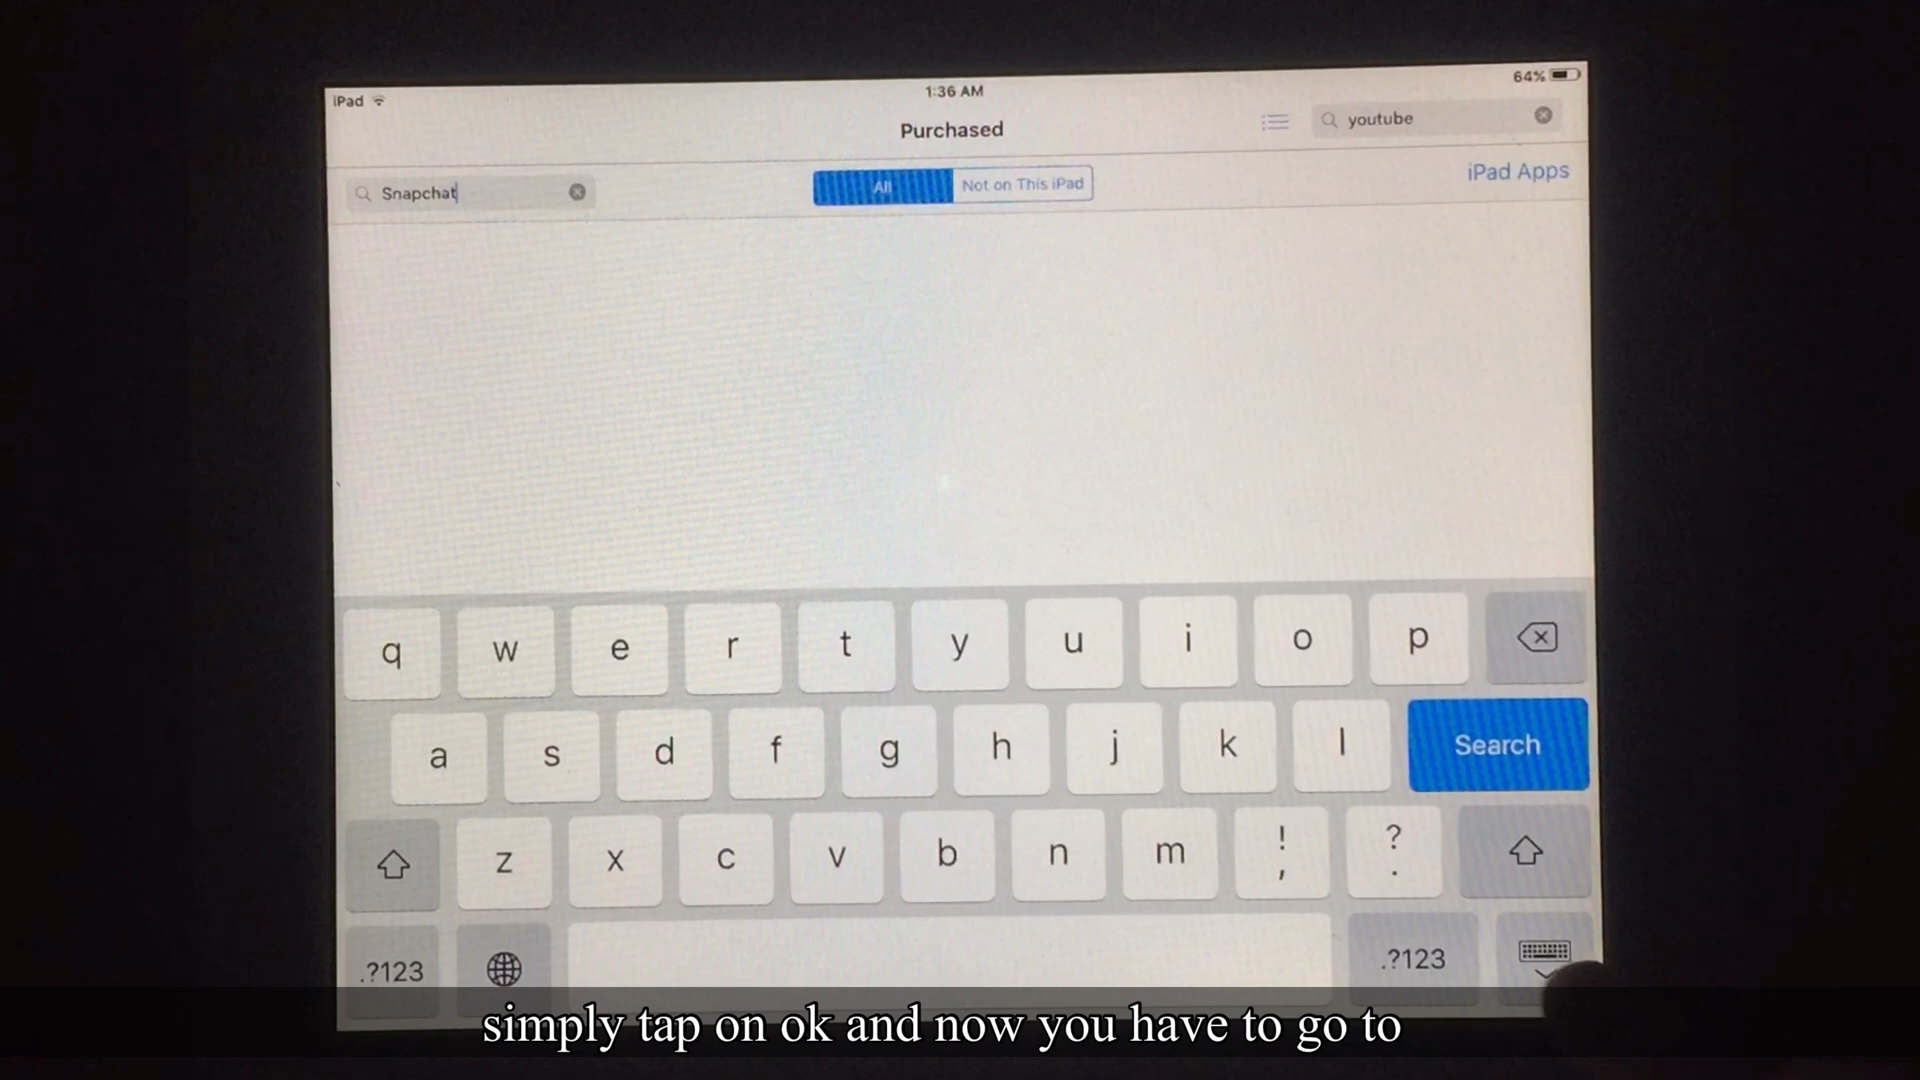 iPad
1:36 AM
64%
Purchased
youtube
Snapchat
All
Not on This iPad
iPad Apps
q w e r t y u i o p
a s d f g h j k l Search
z x c v b n m ! , ? .
.?123 .?123
simply tap on ok and now you have to go to